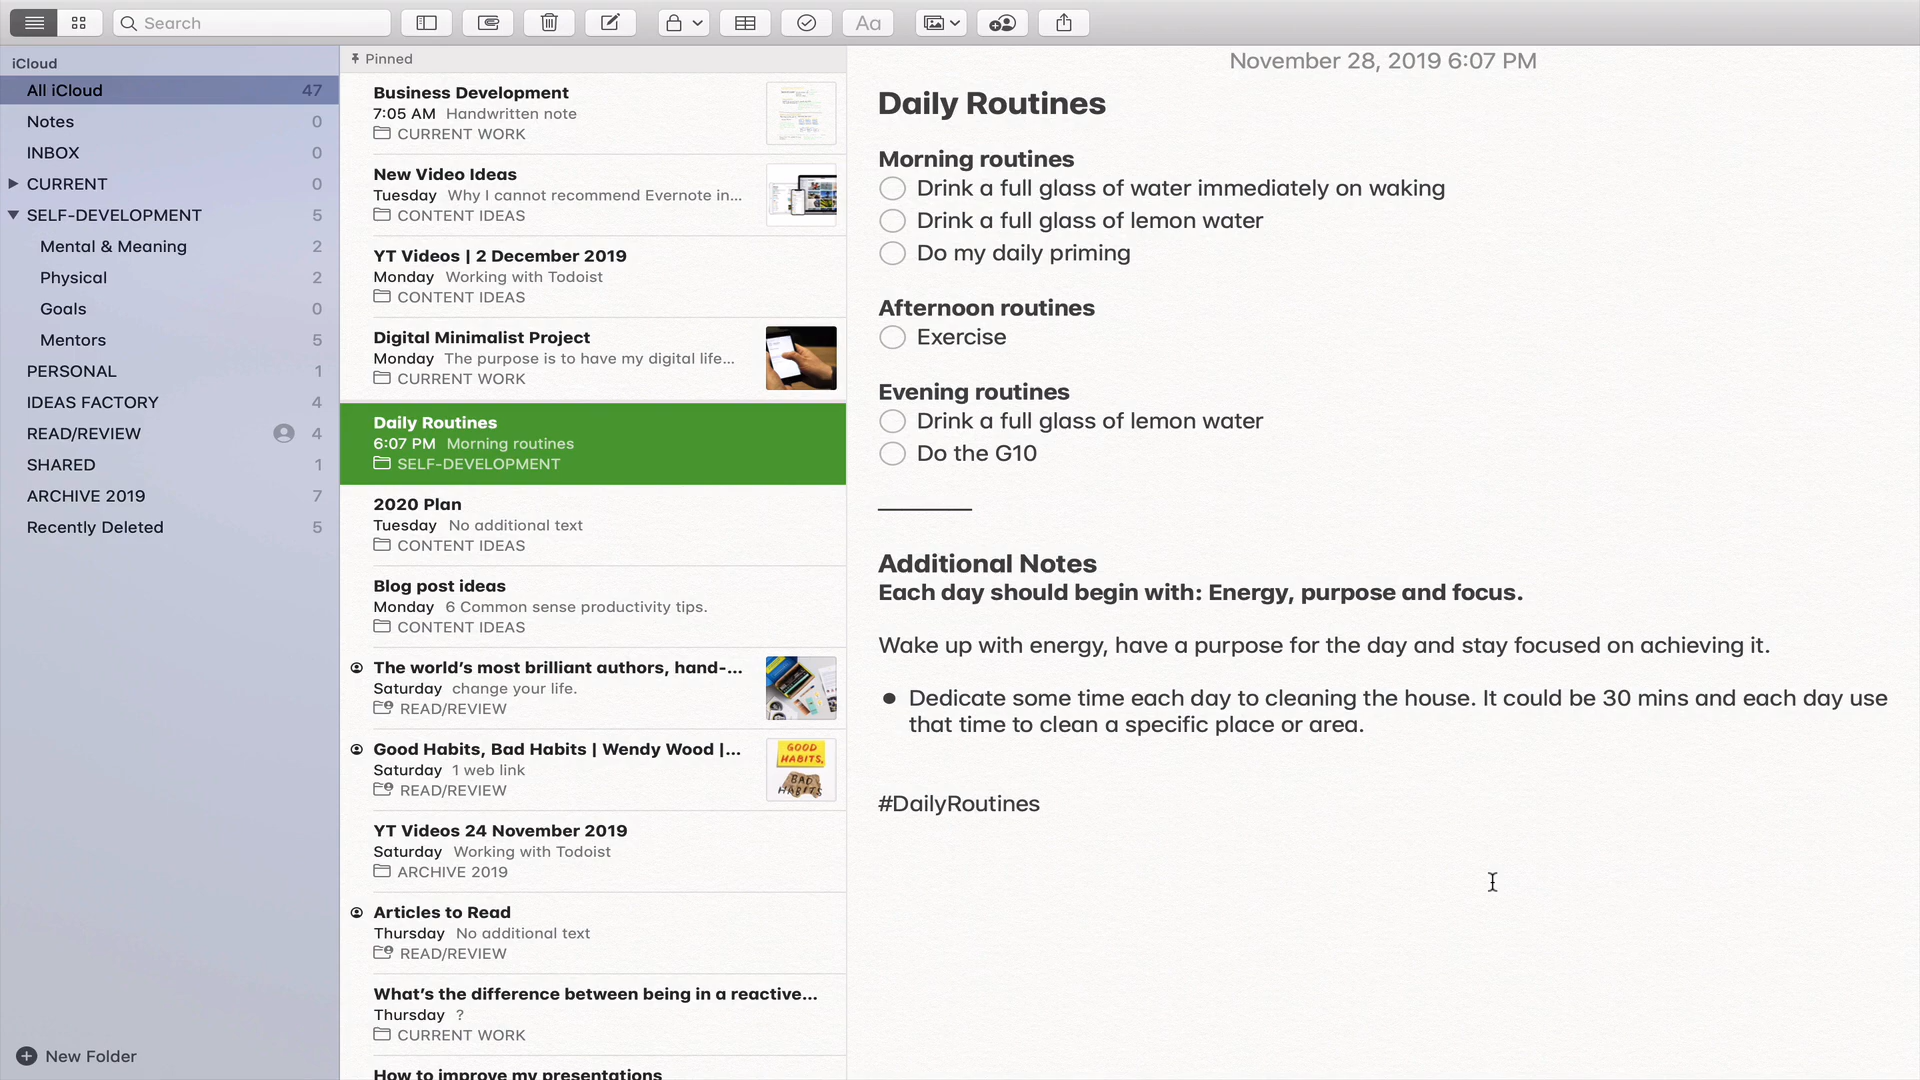 Search
Aa
iCloud
All iCloud 47
Notes 0
INBOX 0
CURRENT 0
SELF-DEVELOPMENT 5
Mental & Meaning 2
Physical 2
Goals 0
Mentors 5
PERSONAL 1
IDEAS FACTORY 4
READ/REVIEW 4
SHARED 1
ARCHIVE 2019 7
Recently Deleted 5
New Folder
Pinned
Business Development
7:05 AM Handwritten note
CURRENT WORK
New Video Ideas
Tuesday Why I cannot recommend Evernote in...
CONTENT IDEAS
YT Videos | 2 December 2019
Monday Working with Todoist
CONTENT IDEAS
Digital Minimalist Project
Monday The purpose is to have my digital life...
CURRENT WORK
Daily Routines
6:07 PM Morning routines
SELF-DEVELOPMENT
2020 Plan
Tuesday No additional text
CONTENT IDEAS
Blog post ideas
Monday 6 Common sense productivity tips.
CONTENT IDEAS
The world's most brilliant authors, hand-...
Saturday change your life.
READ/REVIEW
Good Habits, Bad Habits | Wendy Wood |...
Saturday 1 web link
READ/REVIEW
GOOD
HABITS,
BAD
HABITS
YT Videos 24 November 2019
Saturday Working with Todoist
ARCHIVE 2019
Articles to Read
Thursday No additional text
READ/REVIEW
What's the difference between being in a reactive...
Thursday ?
CURRENT WORK
How to improve my presentations
November 28, 2019 6:07 PM
Daily Routines
Morning routines
Drink a full glass of water immediately on waking
Drink a full glass of lemon water
Do my daily priming
Afternoon routines
Exercise
Evening routines
Drink a full glass of lemon water
Do the G10
Additional Notes
Each day should begin with: Energy, purpose and focus.
Wake up with energy, have a purpose for the day and stay focused on achieving it.
• Dedicate some time each day to cleaning the house. It could be 30 mins and each day use
that time to clean a specific place or area.
#DailyRoutines